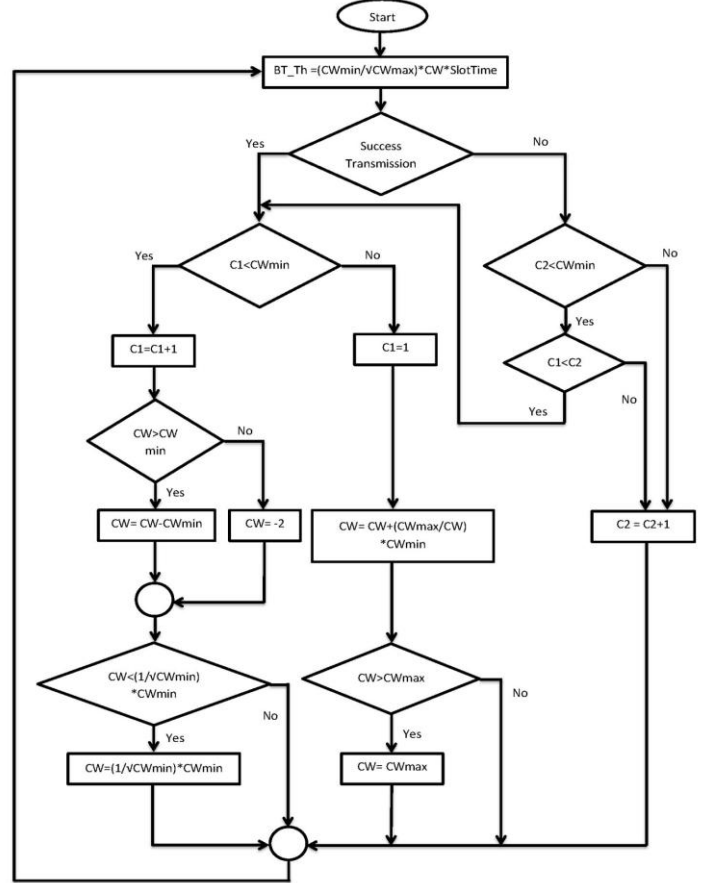 Start
BT_Th =(CWmin/√CWmax)*CW*SlotTime
Success
Transmission
Yes
No
C1<CWmin
Yes
No
C2<CWmin
No
Yes
C1=C1+1
C1=1
C1<C2
Yes
No
CW>CW
min
No
Yes
CW= CW-CWmin
CW= -2
CW= CW+(CWmax/CW)
*CWmin
C2 = C2+1
CW<(1/√CWmin)
*CWmin
No
Yes
CW>CWmax
No
Yes
CW=(1/√CWmin)*CWmin
CW= CWmax